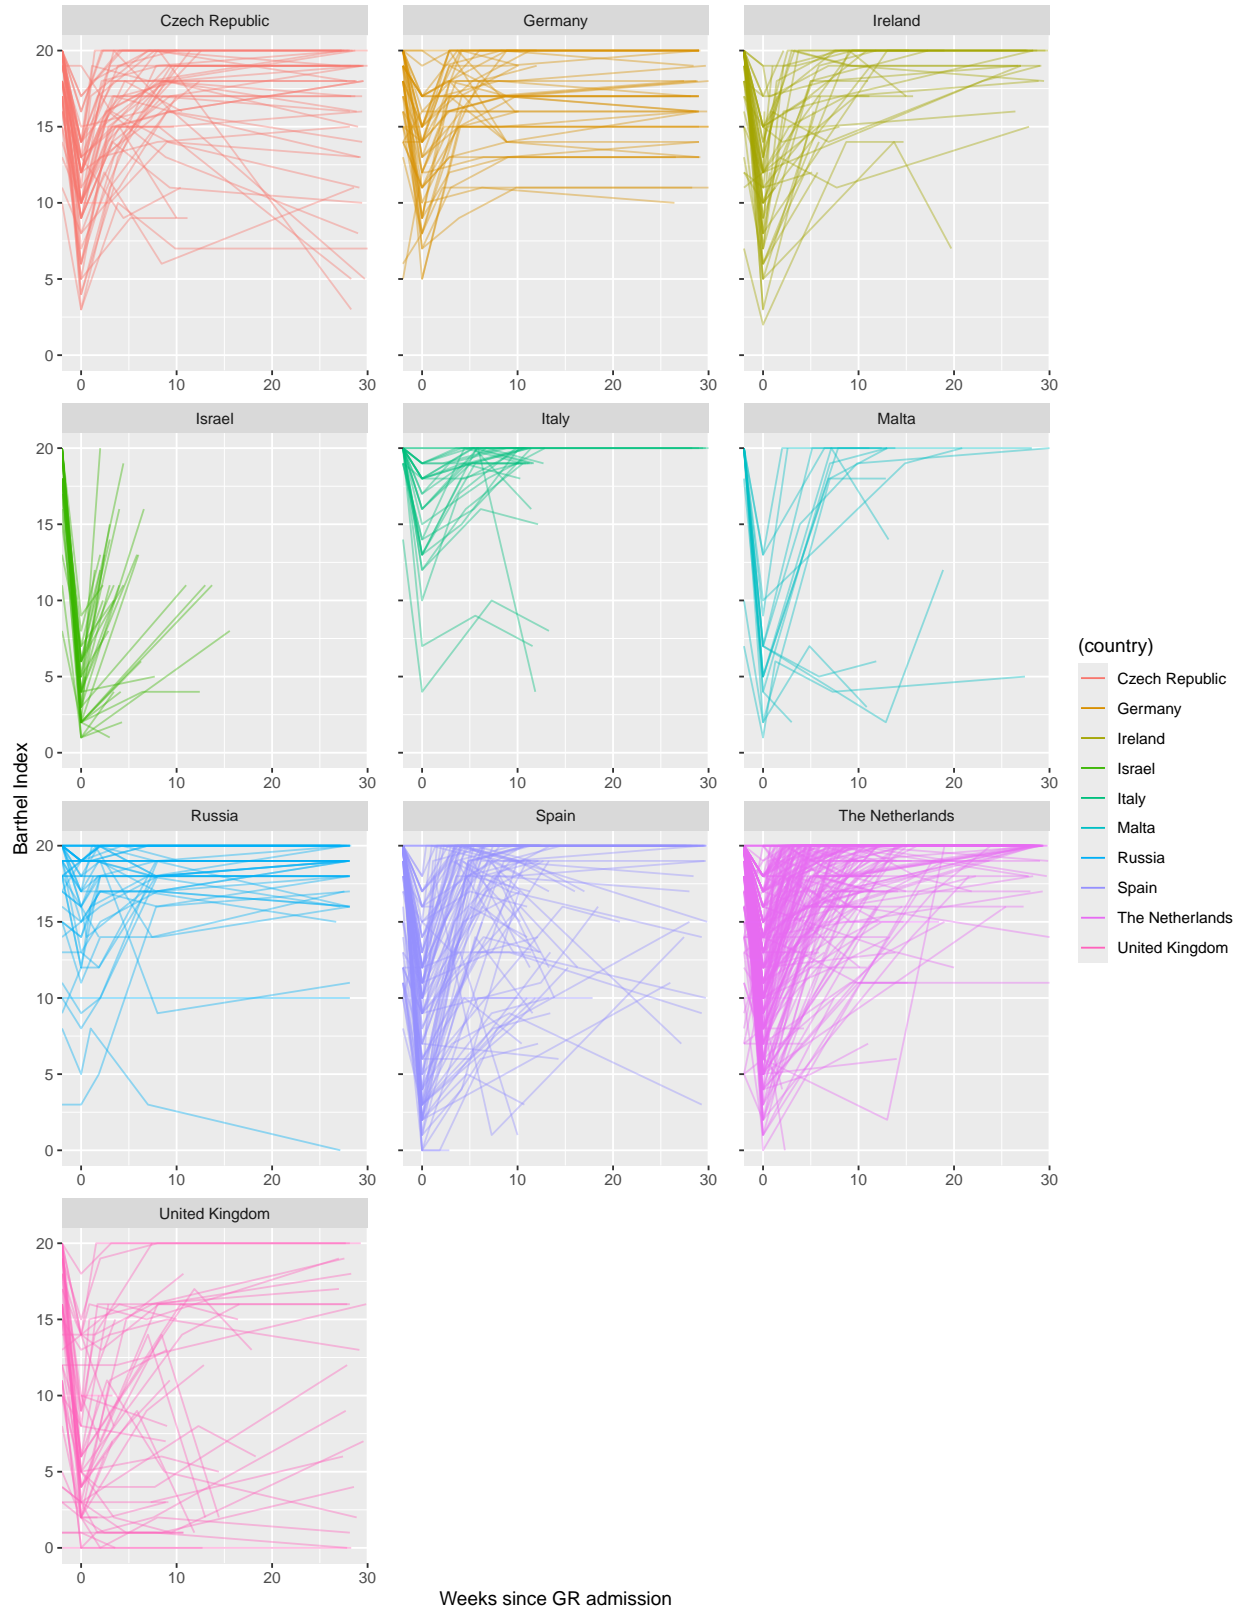 Czech Republic Germany Ireland
20
15
10
5
0
0 10 20 30 0 10 20 30 0 10 20 30
Israel Italy Malta
20
15
10
5
0
0 10 20 30 0 10 20 30 0 10 20 30
Barthel Index
Russia Spain The Netherlands
20
15
10
5
0
0 10 20 30 0 10 20 30 0 10 20 30
United Kingdom
20
15
10
5
0
0 10 20 30
Weeks since GR admission
(country)
Czech Republic
Germany
Ireland
Israel
Italy
Malta
Russia
Spain
The Netherlands
United Kingdom